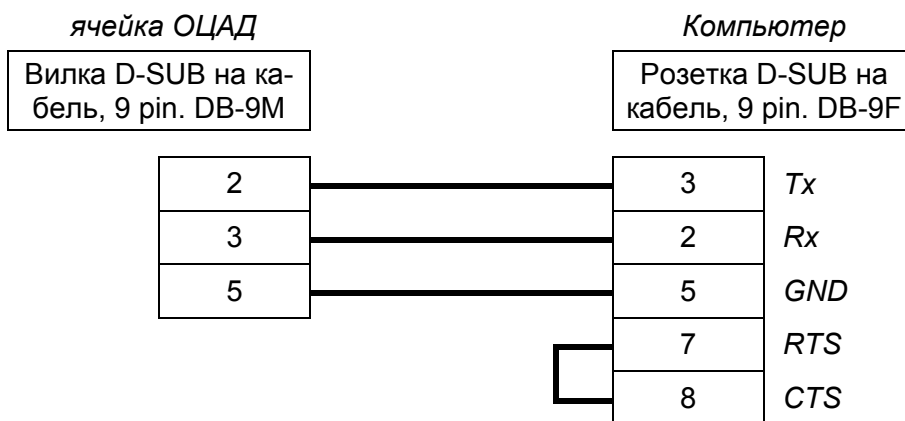 ячейка ОЦАД
Компьютер
Вилка D-SUB на ка-
бель, 9 pin. DB-9M
Розетка D-SUB на
кабель, 9 pin. DB-9F
2 3 Tx
3 2 Rx
5 5 GND
7 RTS
8 CTS